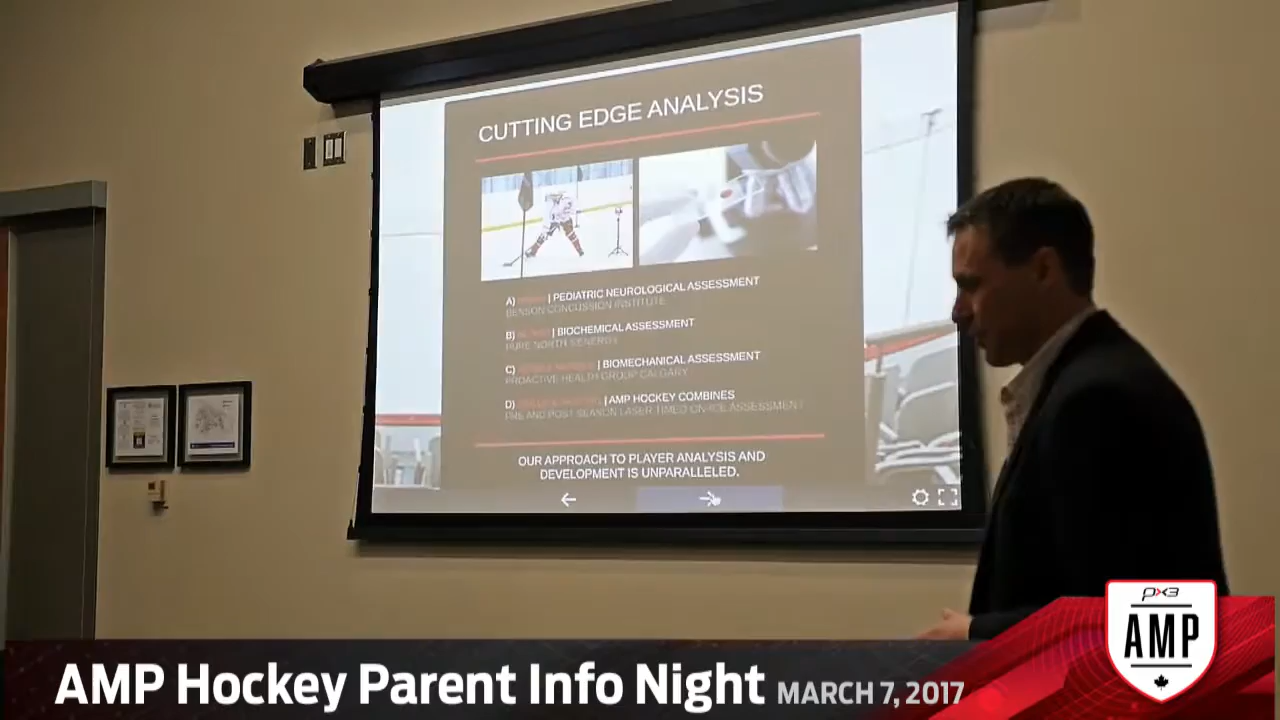 CUTTING EDGE ANALYSIS
A) | PEDIATRIC NEUROLOGICAL ASSESSMENT
BENSON CONCUSSION INSTITUTE
B) | BIOCHEMICAL ASSESSMENT
PURE NORTH S'ENERGY
C) | BIOMECHANICAL ASSESSMENT
PROACTIVE HEALTH GROUP CALGARY
D) | AMP HOCKEY COMBINES
PRE AND POST SEASON LASER TIMED ON-ICE ASSESSMENT
OUR APPROACH TO PLAYER ANALYSIS AND
DEVELOPMENT IS UNPARALLELED.
px3
AMP
AMP Hockey Parent Info Night MARCH 7, 2017